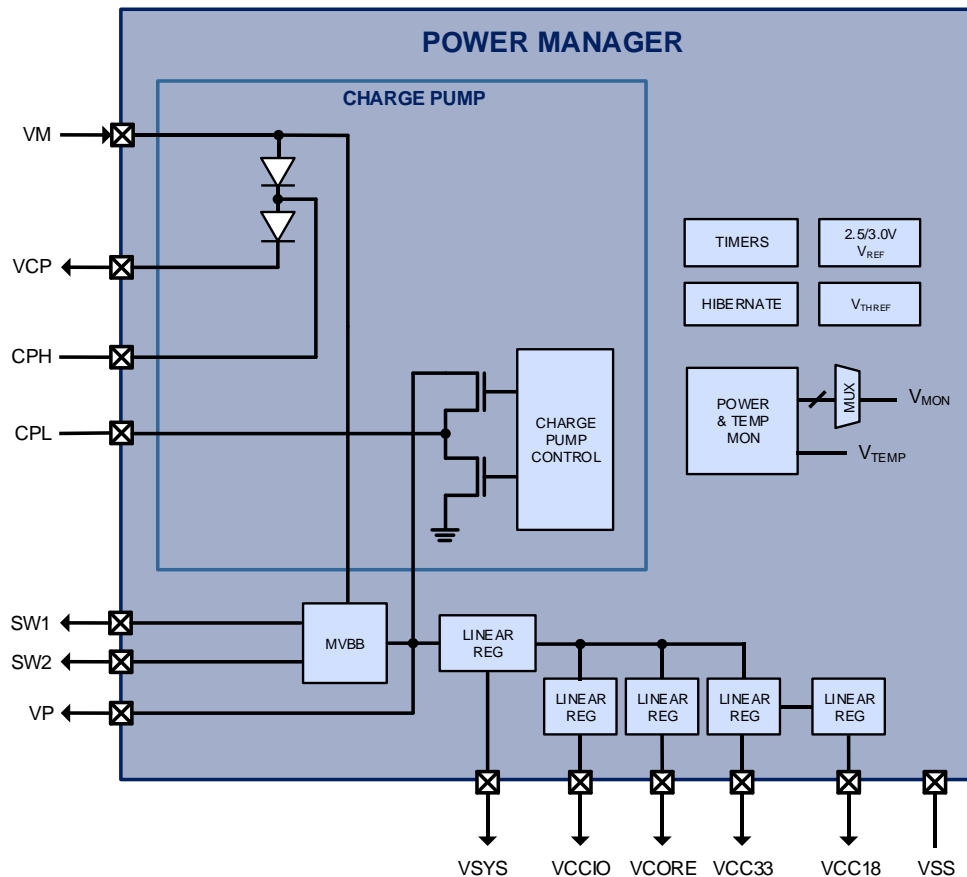 POWER MANAGER
CHARGE PUMP
VM
VCP
CPH
CPL
TIMERS
2.5/3.0V
VREF
HIBERNATE
VTHREF
CHARGE
PUMP
CONTROL
POWER
& TEMP
MON
MUX
VMON
VTEMP
SW1
SW2
VP
MVBB
LINEAR
REG
LINEAR
REG
LINEAR
REG
LINEAR
REG
LINEAR
REG
VSYS
VCCIO
VCORE
VCC33
VCC18
VSS